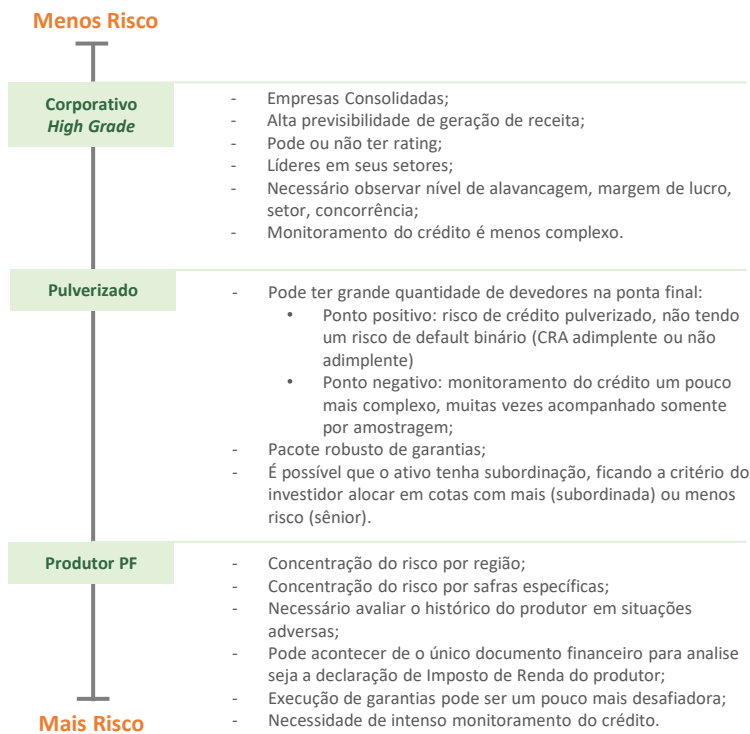 Menos Risco
Corporativo
High Grade
- Empresas Consolidadas;
- Alta previsibilidade de geração de receita;
- Pode ou não ter rating;
- Líderes em seus setores;
- Necessário observar nível de alavancagem, margem de lucro,
setor, concorrência;
- Monitoramento do crédito é menos complexo.
Pulverizado
- Pode ter grande quantidade de devedores na ponta final:
• Ponto positivo: risco de crédito pulverizado, não tendo
um risco de default binário (CRA adimplente ou não
adimplente)
• Ponto negativo: monitoramento do crédito um pouco
mais complexo, muitas vezes acompanhado somente
por amostragem;
- Pacote robusto de garantias;
- É possível que o ativo tenha subordinação, ficando a critério do
investidor alocar em cotas com mais (subordinada) ou menos
risco (sênior).
Produtor PF
- Concentração do risco por região;
- Concentração do risco por safras específicas;
- Necessário avaliar o histórico do produtor em situações
adversas;
- Pode acontecer de o único documento financeiro para analise
seja a declaração de Imposto de Renda do produtor;
- Execução de garantias pode ser um pouco mais desafiadora;
- Necessidade de intenso monitoramento do crédito.
Mais Risco